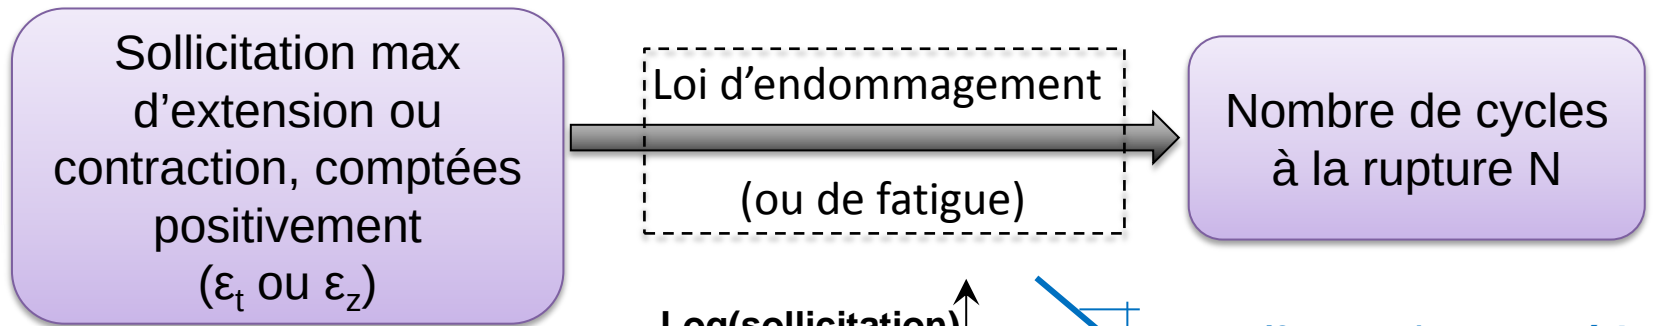 Sollicitation max
d'extension ou
contraction, comptées
positivement
(εt ou εz)
Loi d'endommagement
(ou de fatigue)
Nombre de cycles
à la rupture N
Log(sollicitation)